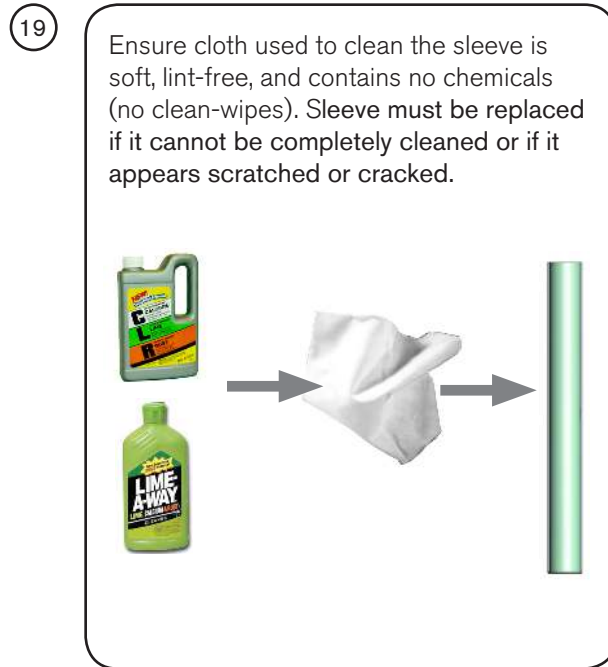 19
Ensure cloth used to clean the sleeve is
soft, lint-free, and contains no chemicals
(no clean-wipes). Sleeve must be replaced
if it cannot be completely cleaned or if it
appears scratched or cracked.
C
L
R
LIME-
A-WAY